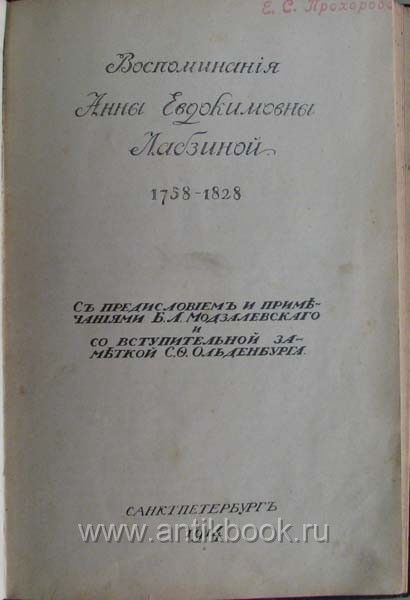 Е. С. Прохоров
Воспоминанія
Анны Евдокимовны
Лабзиной
1758-1828
Съ предисловіемъ и примѣ-
чаніями Б. Л. Модзалевскаго
и
со вступительной за-
мѣткой С. Ѳ. Ольденбурга.
Санктпетербургъ
1914
www.antikbook.ru